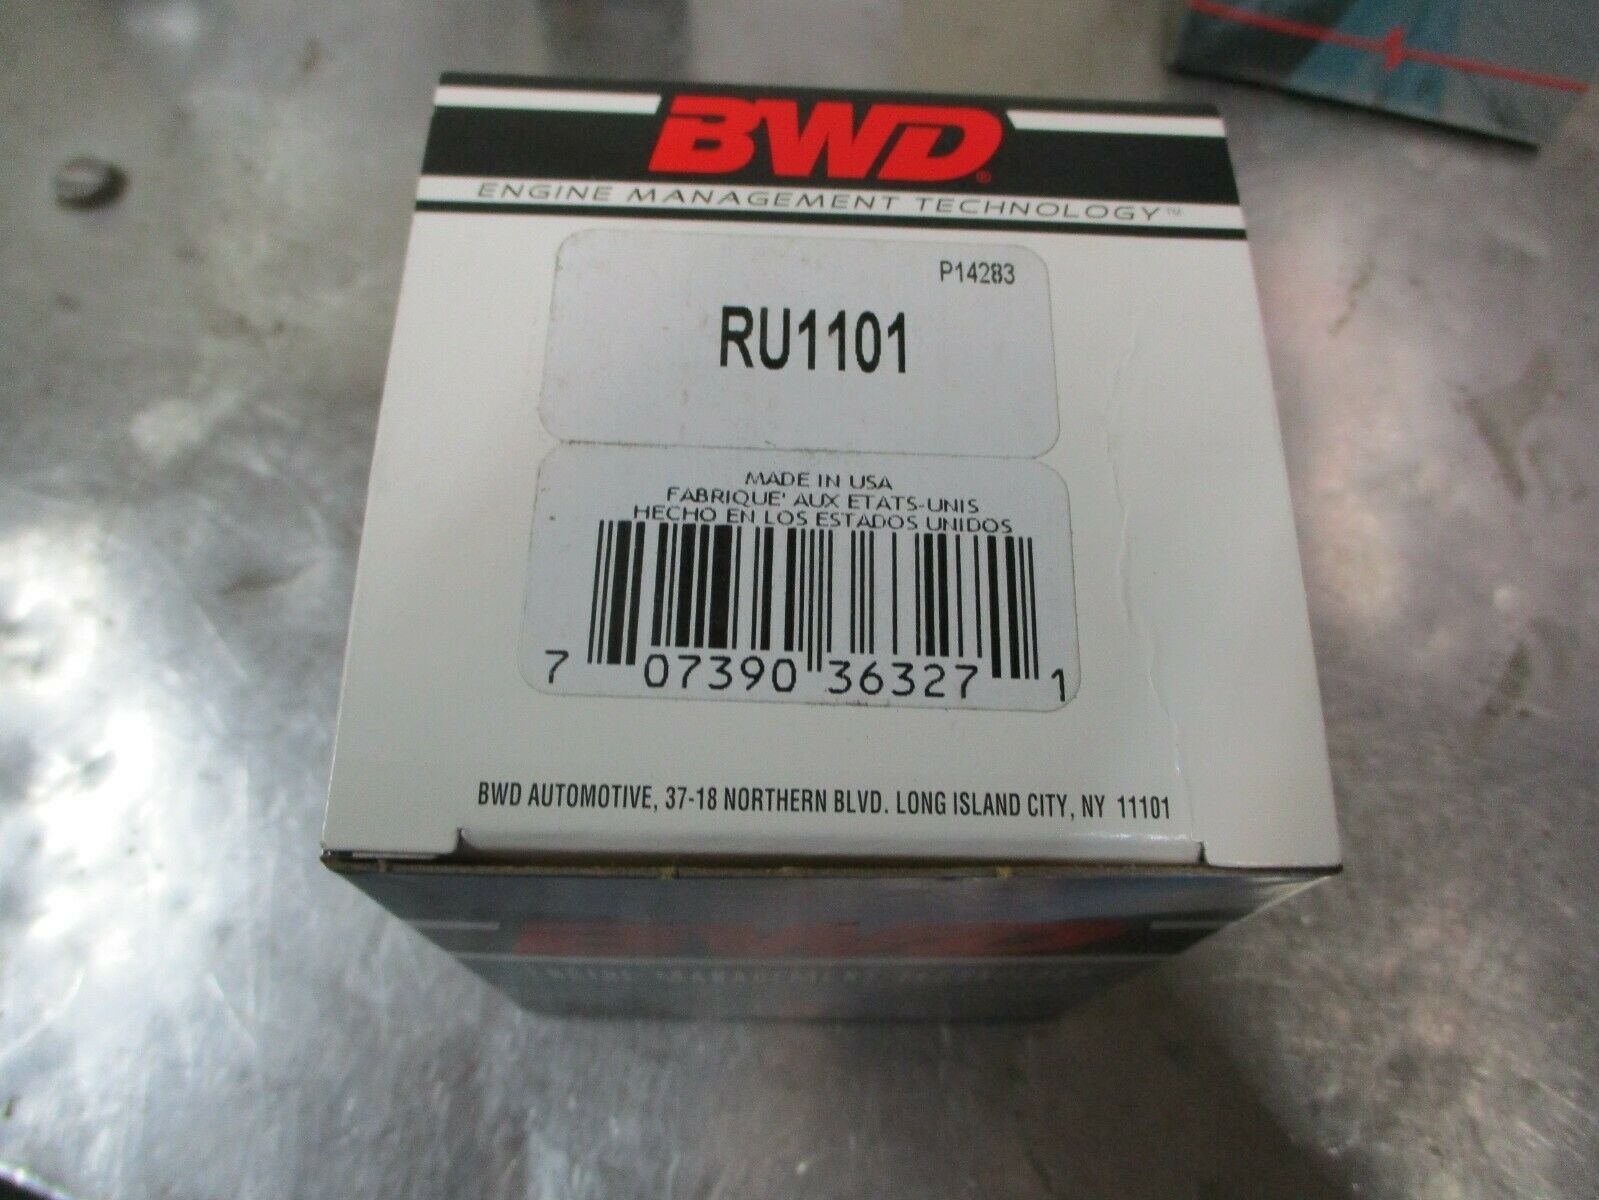 BWD®
ENGINE MANAGEMENT TECHNOLOGY™
P14283
RU1101
MADE IN USA
FABRIQUE' AUX ETATS-UNIS
HECHO EN LOS ESTADOS UNIDOS
7 07390 36327 1
BWD AUTOMOTIVE, 37-18 NORTHERN BLVD. LONG ISLAND CITY, NY 11101